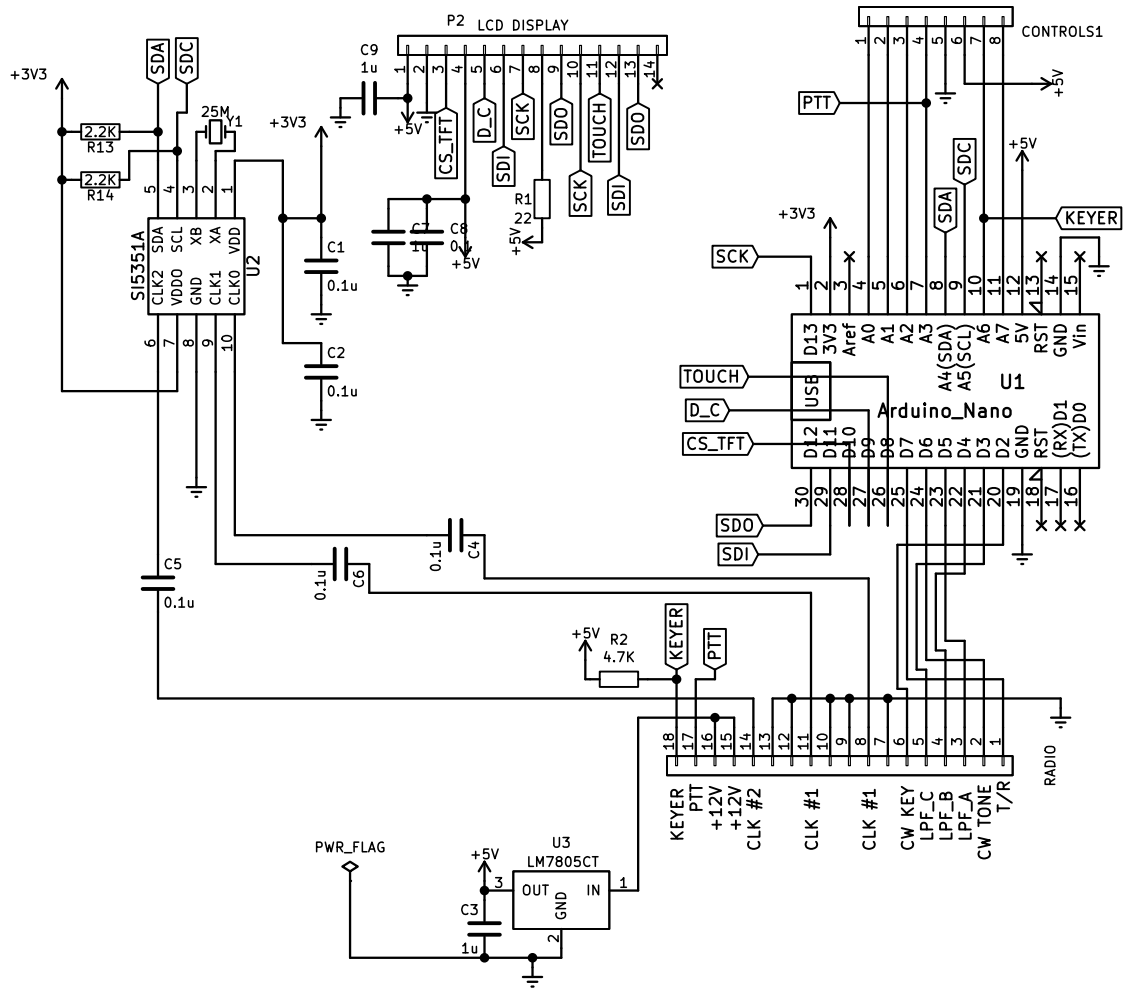 P2 LCD DISPLAY
CONTROLS1
SDA
SDC
+3V3
C9
1u
1
2
3
4
5
6
7
8
9
10
11
12
13
14
1
2
3
4
5
6
7
8
+5V
PTT
25M
Y1
+3V3
2.2K
R13
2.2K
R14
+5V
CS_TFT
D_C
SDI
SCK
SDO
SCK
TOUCH
SDI
SDO
R1
22
+5V
C7
1u
C8
0.1
+5V
SDC
SDA
+5V
KEYER
+3V3
SCK
5
4
3
2
1
SDA
SCL
XB
XA
VDD
SI5351A
U2
CLK2
VDDO
GND
CLK1
CLK0
6
7
8
9
10
C1
0.1u
C2
0.1u
1
2
3
4
5
6
7
8
9
10
11
12
13
14
15
D13
3V3
Aref
A0
A1
A2
A3
A4(SDA)
A5(SCL)
A6
A7
5V
RST
GND
Vin
TOUCH
USB
U1
D_C
Arduino_Nano
CS_TFT
D12
D11
D10
D9
D8
D7
D6
D5
D4
D3
D2
GND
RST
(RX)D1
(TX)D0
30
29
28
27
26
25
24
23
22
21
20
19
18
17
16
SDO
SDI
0.1u
C4
0.1u
C6
C5
0.1u
+5V
R2
4.7K
KEYER
PTT
18
17
16
15
14
13
12
11
10
9
8
7
6
5
4
3
2
1
RADIO
KEYER
PTT
+12V
+12V
CLK #2
CLK #1
CLK #1
CW KEY
LPF_C
LPF_B
LPF_A
CW TONE
T/R
PWR_FLAG
U3
LM7805CT
+5V
3
OUT
IN
1
GND
2
C3
1u